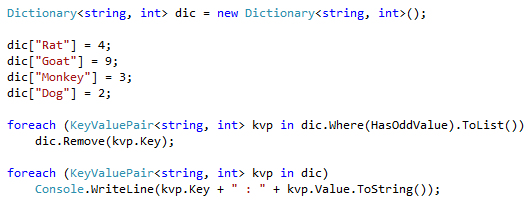 Dictionary<string, int> dic = new Dictionary<string, int>();
dic["Rat"] = 4;
dic["Goat"] = 9;
dic["Monkey"] = 3;
dic["Dog"] = 2;
foreach (KeyValuePair<string, int> kvp in dic.Where(HasOddValue).ToList())
dic.Remove(kvp.Key);
foreach (KeyValuePair<string, int> kvp in dic)
Console.WriteLine(kvp.Key + " : " + kvp.Value.ToString());